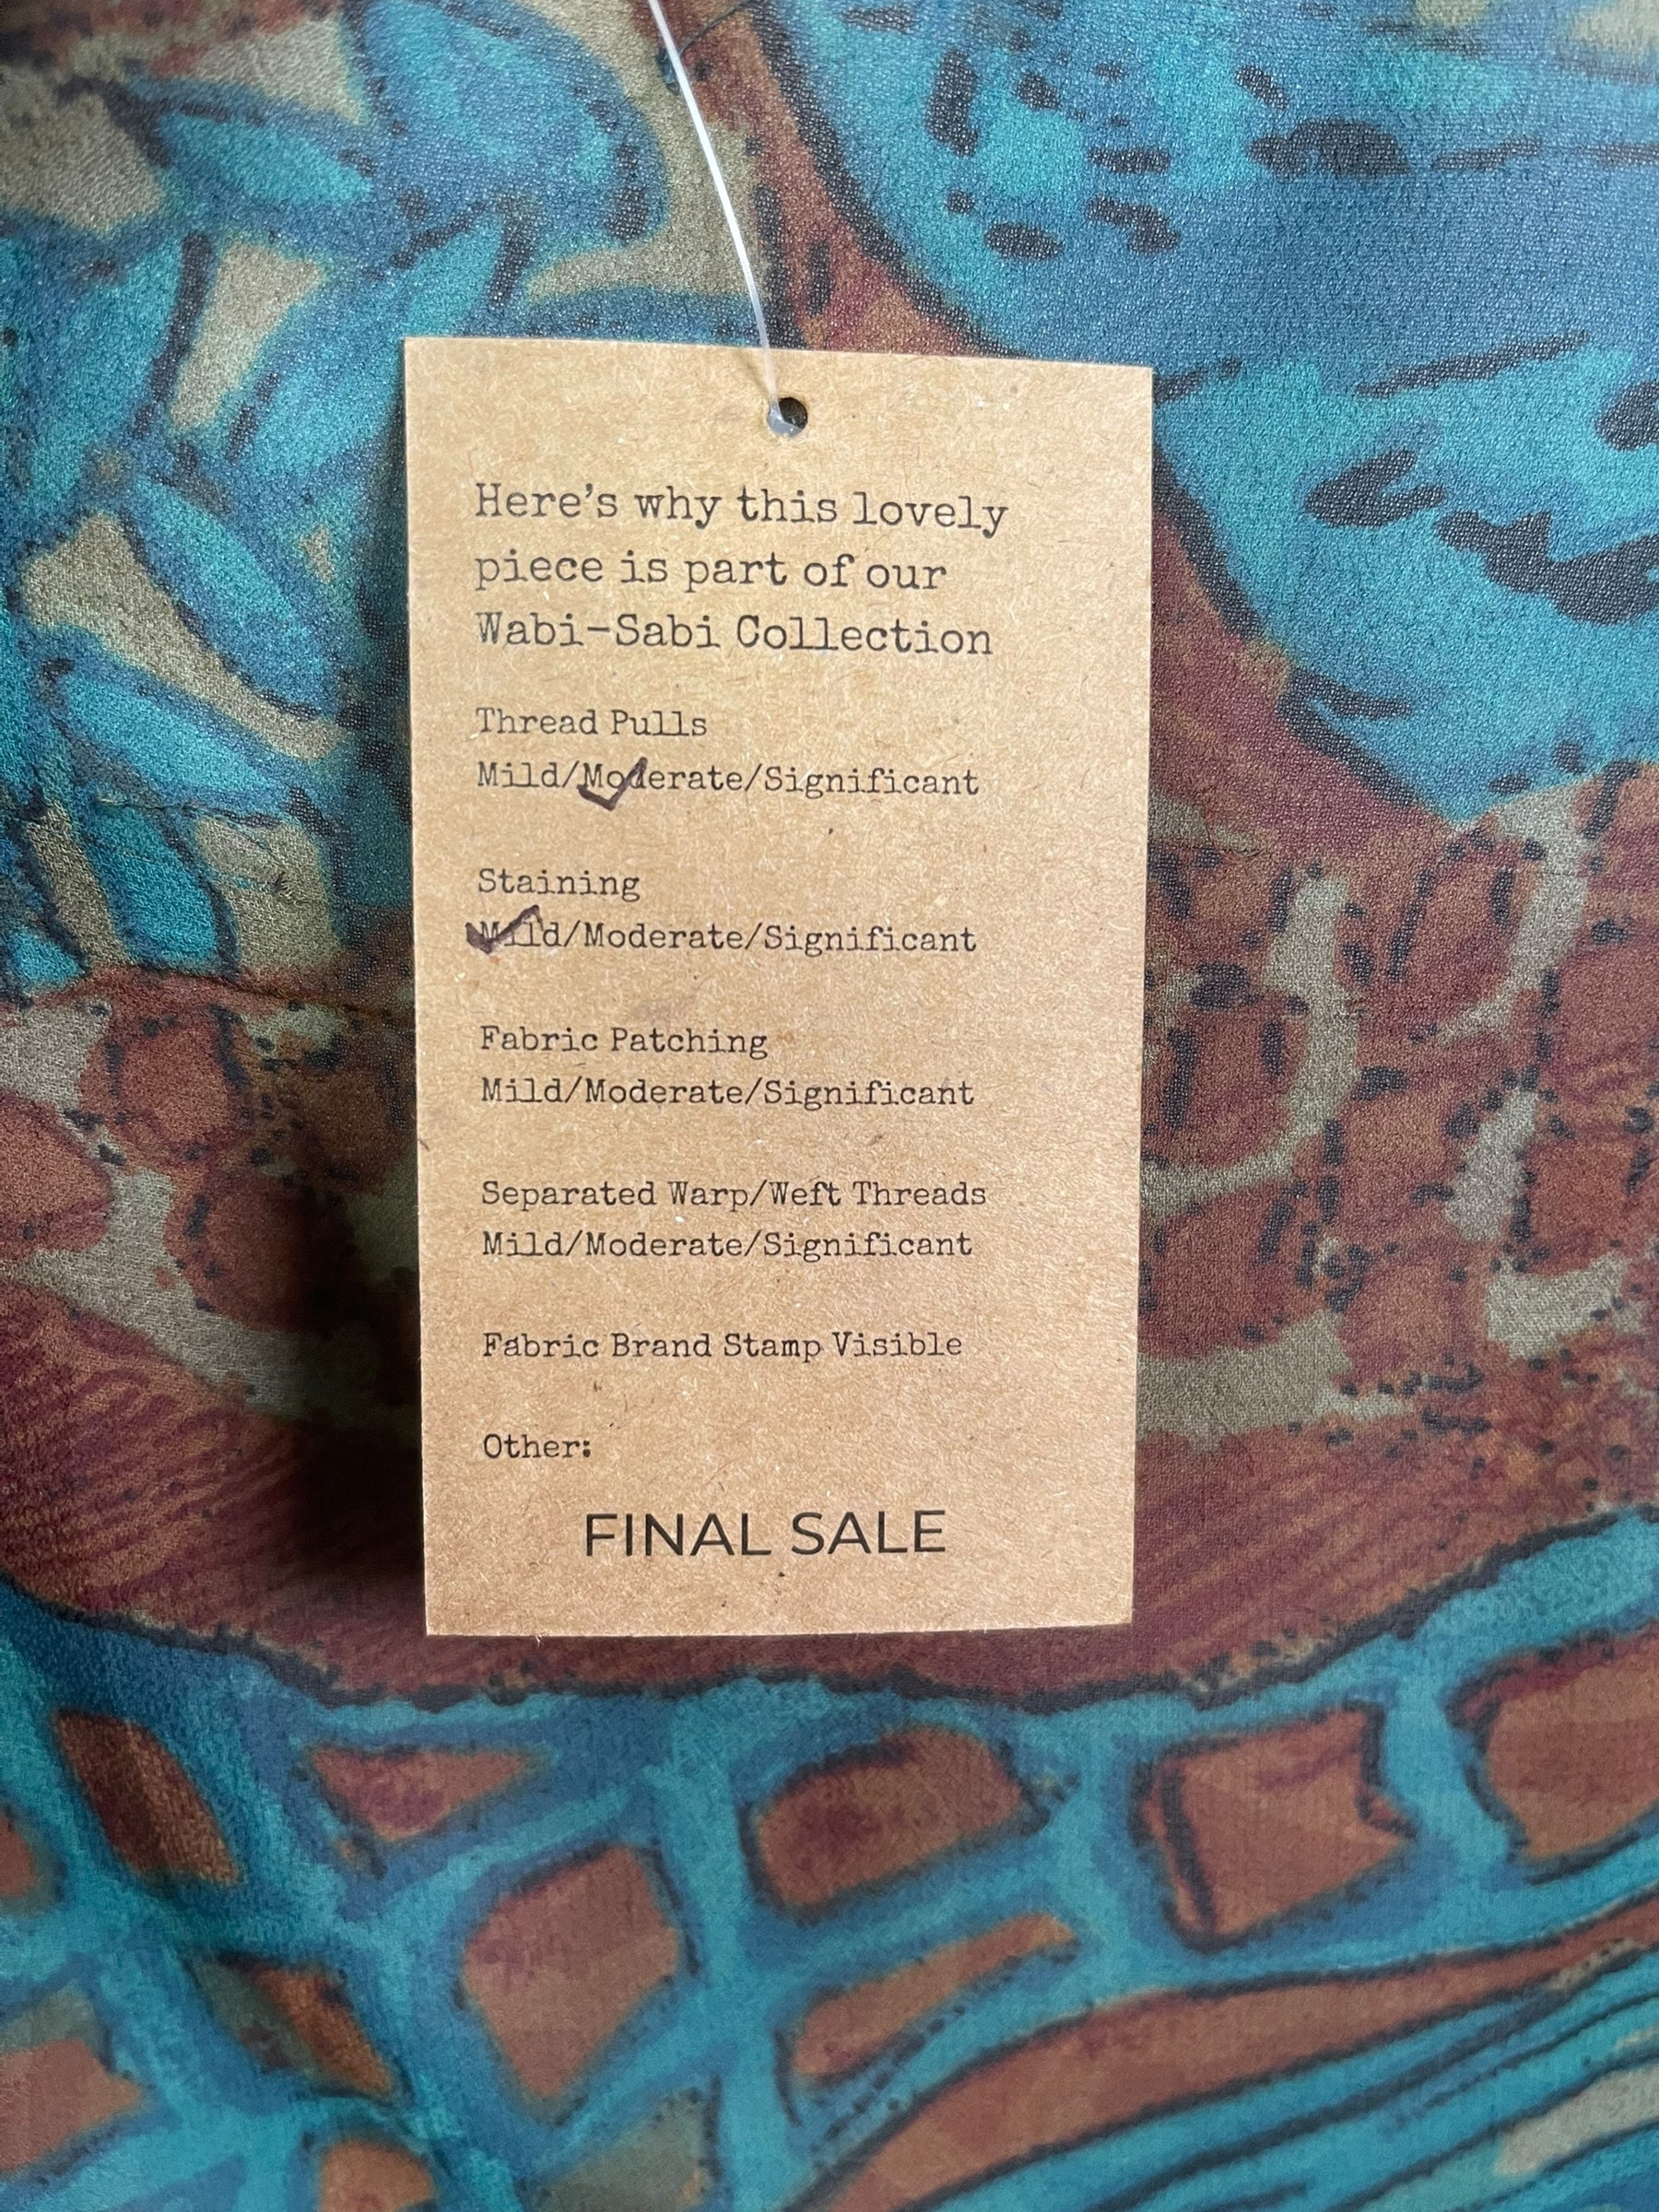 Here's why this lovely
piece is part of our
Wabi-Sabi Collection
Thread Pulls
Mild/Moderate/Significant
Staining
Mild/Moderate/Significant
Fabric Patching
Mild/Moderate/Significant
Separated Warp/Weft Threads
Mild/Moderate/Significant
Fabric Brand Stamp Visible
Other:
FINAL SALE